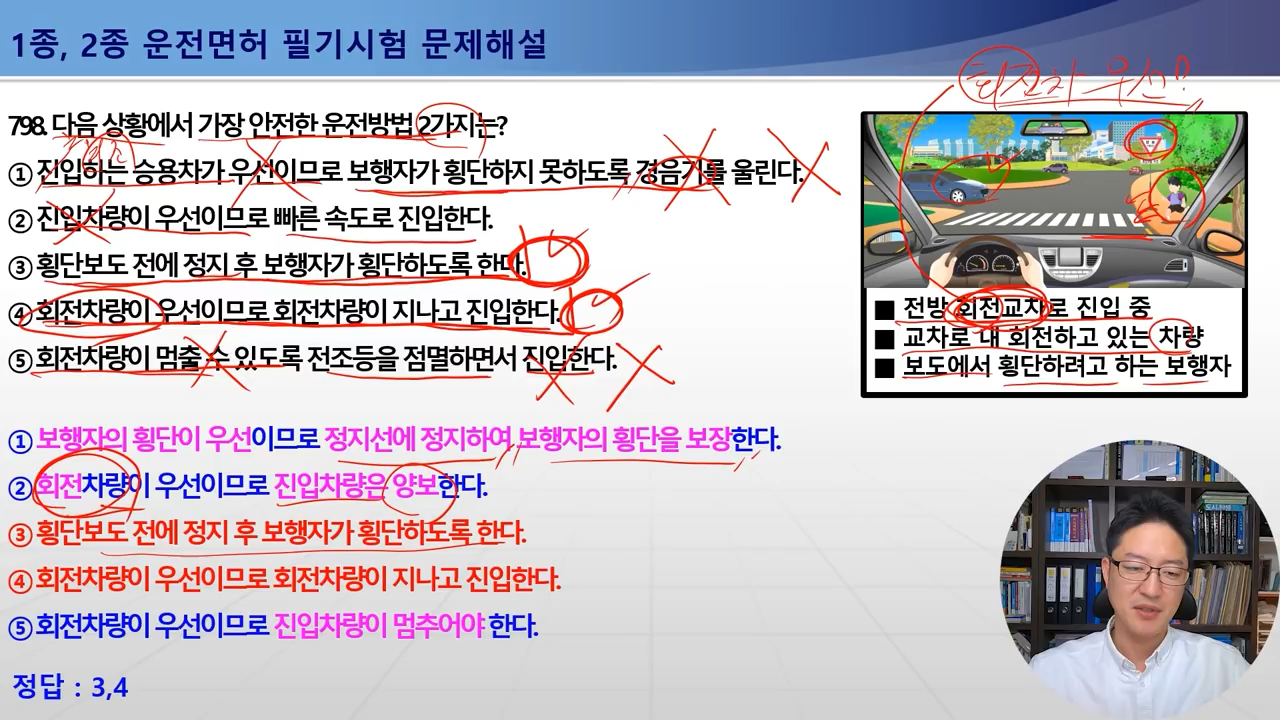 1종, 2종 운전면허 필기시험 문제해설
회전차 우선!
798. 다음 상황에서 가장 안전한 운전방법 2가지는?
① 진입하는 승용차가 우선이므로 보행자가 횡단하지 못하도록 경음기를 울린다.
② 진입차량이 우선이므로 빠른 속도로 진입한다.
③ 횡단보도 전에 정지 후 보행자가 횡단하도록 한다.
④ 회전차량이 우선이므로 회전차량이 지나고 진입한다.
⑤ 회전차량이 멈출 수 있도록 전조등을 점멸하면서 진입한다.
■ 전방 회전교차로 진입 중
■ 교차로 내 회전하고 있는 차량
■ 보도에서 횡단하려고 하는 보행자
① 보행자의 횡단이 우선이므로 정지선에 정지하여 보행자의 횡단을 보장한다.
② 회전차량이 우선이므로 진입차량은 양보한다.
③ 횡단보도 전에 정지 후 보행자가 횡단하도록 한다.
④ 회전차량이 우선이므로 회전차량이 지나고 진입한다.
⑤ 회전차량이 우선이므로 진입차량이 멈추어야 한다.
정답 : 3,4